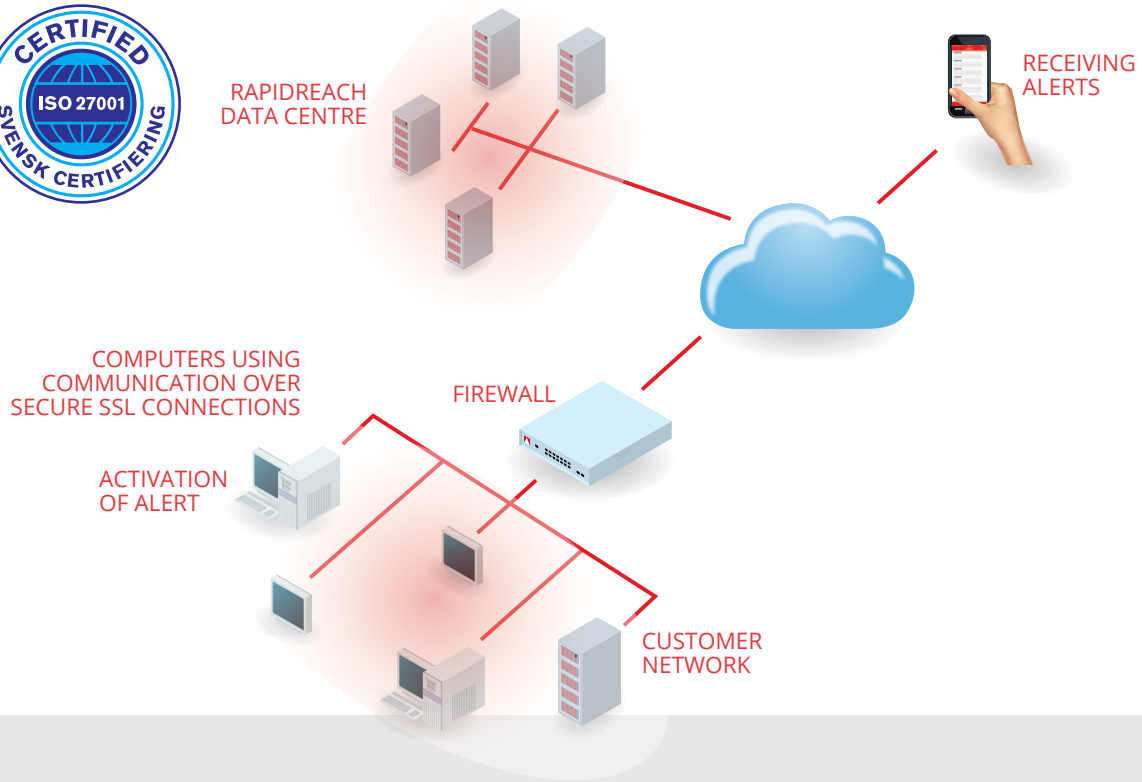 CERTIFIED
ISO 27001
SVENSK CERTIFIERING
RAPIDREACH
DATA CENTRE
RECEIVING
ALERTS
COMPUTERS USING
COMMUNICATION OVER
SECURE SSL CONNECTIONS
FIREWALL
ACTIVATION
OF ALERT
CUSTOMER
NETWORK